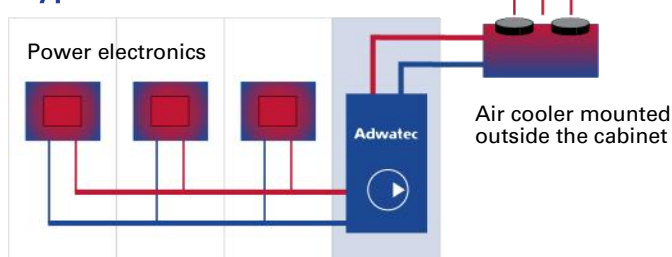 Power electronics
Adwatec
Air cooler mounted
outside the cabinet